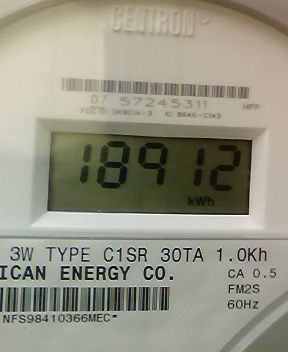 CENTRON®
07 57245311 HPP
18912
kWh
3W TYPE C1SR 30TA 1.0Kh
ICAN ENERGY CO. CA 0.5
FM2S
60Hz
NFS98410366MEC*